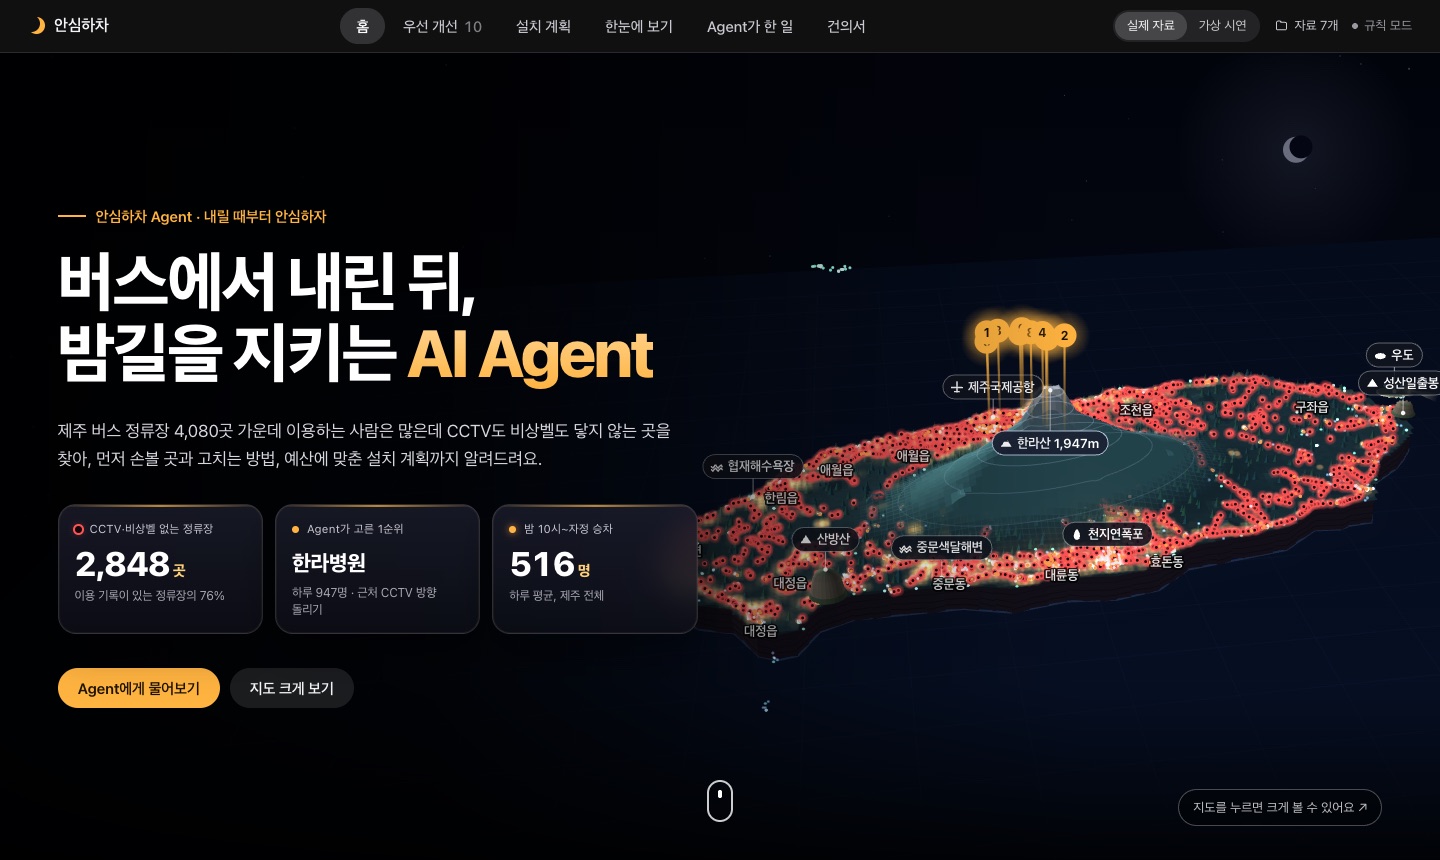 안심하차
홈
우선 개선 10
설치 계획
한눈에 보기
Agent가 한 일
건의서
실제 자료
가상 시연
자료 7개
규칙 모드
안심하차 Agent · 내릴 때부터 안심하자
버스에서 내린 뒤,
밤길을 지키는 AI Agent
제주 버스 정류장 4,080곳 가운데 이용하는 사람은 많은데 CCTV도 비상벨도 닿지 않는 곳을
찾아, 먼저 손볼 곳과 고치는 방법, 예산에 맞춘 설치 계획까지 알려드려요.
CCTV·비상벨 없는 정류장
2,848곳
이용 기록이 있는 정류장의 76%
Agent가 고른 1순위
한라병원
하루 947명 · 근처 CCTV 방향
돌리기
밤 10시~자정 승차
516명
하루 평균, 제주 전체
Agent에게 물어보기
지도 크게 보기
1
4
2
제주국제공항
우도
성산일출봉
조천읍
구좌읍
한라산 1,947m
애월읍
애월읍
협재해수욕장
한림읍
산방산
중문색달해변
천지연폭포
효돈동
대륜동
중문동
대정읍
대정읍
지도를 누르면 크게 볼 수 있어요 ↗